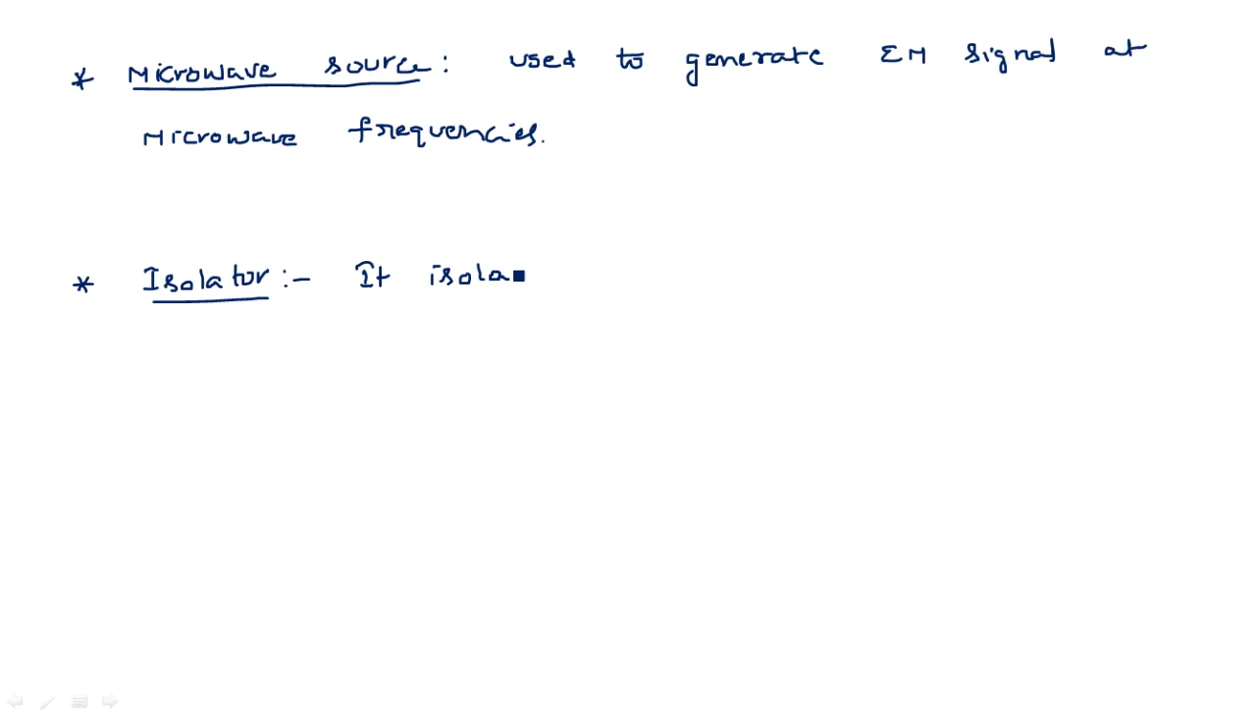 * Microwave source: used to generate EM signal at
Microwave frequencies.
* Isolator:- It isola